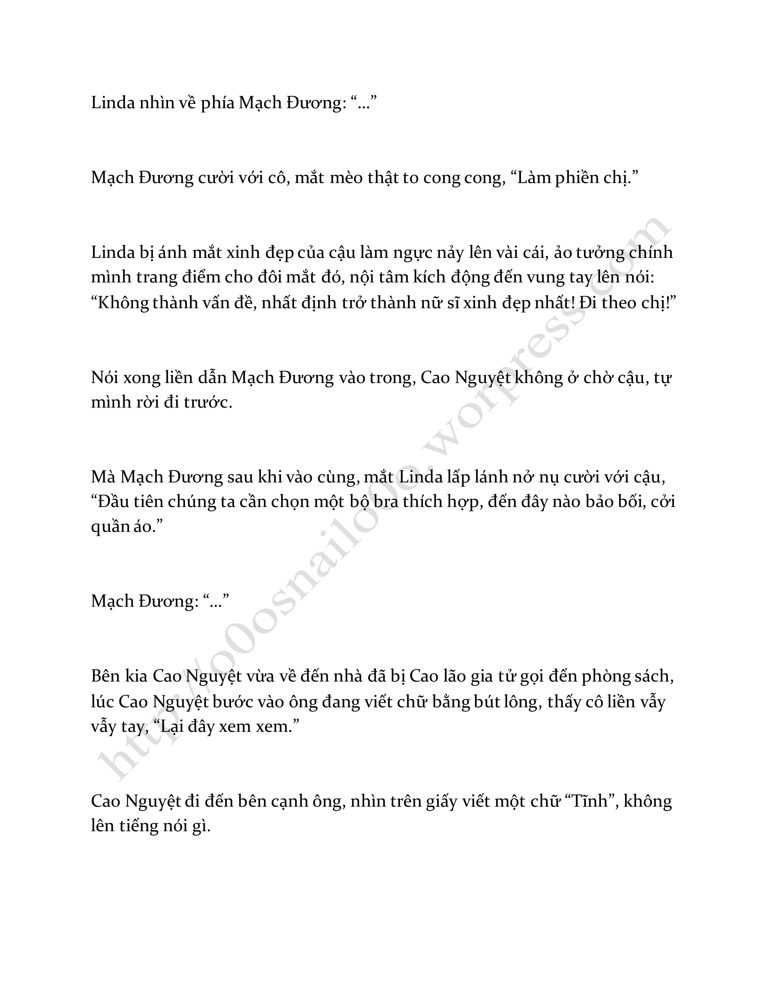 Linda nhìn về phía Mạch Đương: “…”
Mạch Đương cười với cô, mắt mèo thật to cong cong, “Làm phiền chị.”
Linda bị ánh mắt xinh đẹp của cậu làm ngực nảy lên vài cái, ảo tưởng chính
mình trang điểm cho đôi mắt đó, nội tâm kích động đến vung tay lên nói:
“Không thành vấn đề, nhất định trở thành nữ sĩ xinh đẹp nhất! Đi theo chị!”
Nói xong liền dẫn Mạch Đương vào trong, Cao Nguyệt không ở chờ cậu, tự
mình rời đi trước.
Mà Mạch Đương sau khi vào cùng, mắt Linda lấp lánh nở nụ cười với cậu,
“Đầu tiên chúng ta cần chọn một bộ bra thích hợp, đến đây nào bảo bối, cởi
quần áo.”
Mạch Đương: “…”
Bên kia Cao Nguyệt vừa về đến nhà đã bị Cao lão gia tử gọi đến phòng sách,
lúc Cao Nguyệt bước vào ông đang viết chữ bằng bút lông, thấy cô liền vẫy
vẫy tay, “Lại đây xem xem.”
Cao Nguyệt đi đến bên cạnh ông, nhìn trên giấy viết một chữ “Tĩnh”, không
lên tiếng nói gì.
http://o0osnailo0o.worpress.com